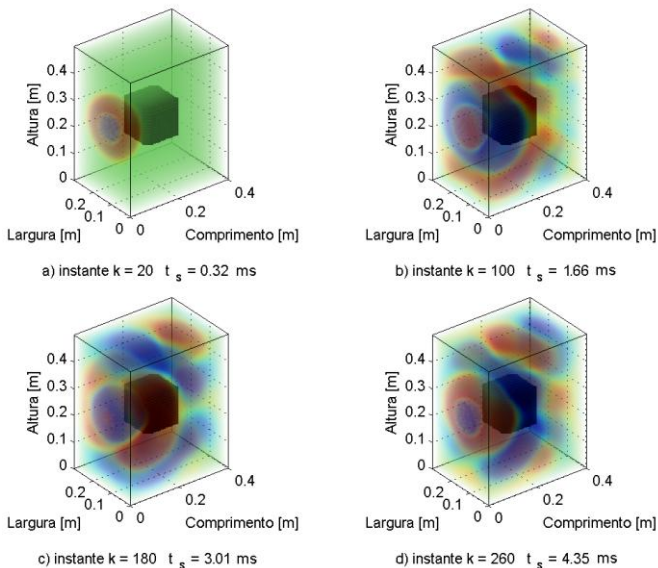 0.4
0.3
0.2
0.1
0
Altura [m]
0.2
0.1
0
Largura [m]
0
0.2
0.4
Comprimento [m]
a) instante k = 20 t s = 0.32 ms
0.4
0.3
0.2
0.1
0
Altura [m]
0.2
0.1
0
Largura [m]
0
0.2
0.4
Comprimento [m]
b) instante k = 100 t s = 1.66 ms
0.4
0.3
0.2
0.1
0
Altura [m]
0.2
0.1
0
Largura [m]
0
0.2
0.4
Comprimento [m]
c) instante k = 180 t s = 3.01 ms
0.4
0.3
0.2
0.1
0
Altura [m]
0.2
0.1
0
Largura [m]
0
0.2
0.4
Comprimento [m]
d) instante k = 260 t s = 4.35 ms